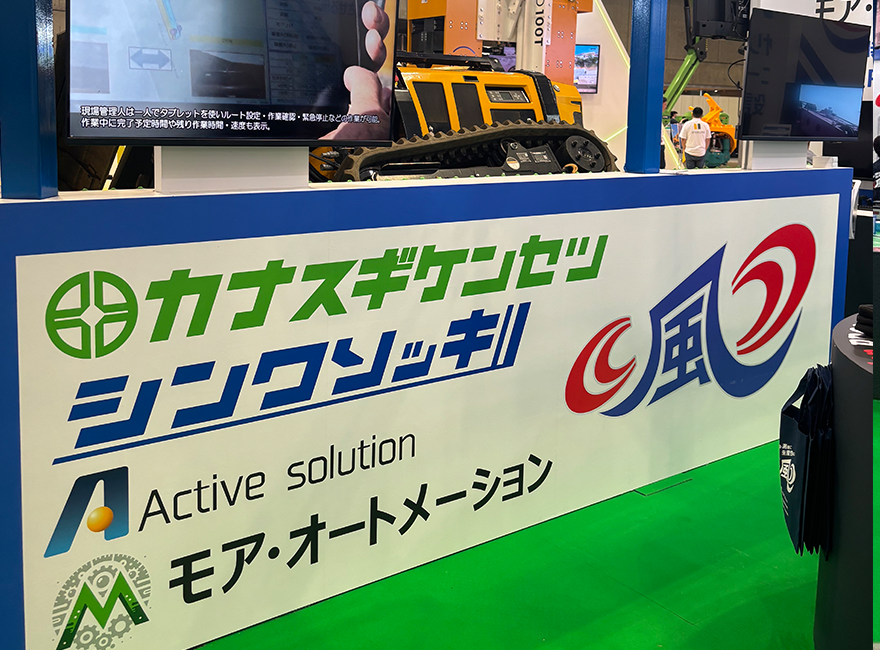 現場管理人は一人でタブレットを使いルート設定・作業確認・緊急停止などの作業が可能。
作業中に完了予定時間や残り作業時間・速度も表示。
モア・
カナスギケンセツ
シンワソッキ
風
Active solution
モア・オートメーション
風